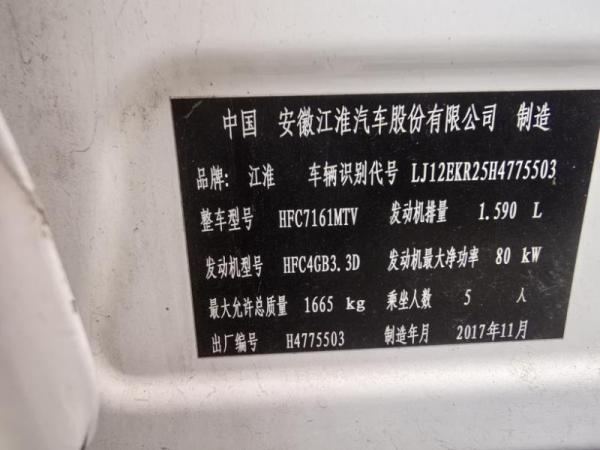 中国 安徽江淮汽车股份有限公司 制造
品牌: 江淮 车辆识别代号 LJ12EKR25H4775503
整车型号 HFC7161MTV 发动机排量 1.590 L
发动机型号 HFC4GB3.3D 发动机最大净功率 80 kW
最大允许总质量 1665 kg 乘坐人数 5 人
出厂编号 H4775503 制造年月 2017年11月